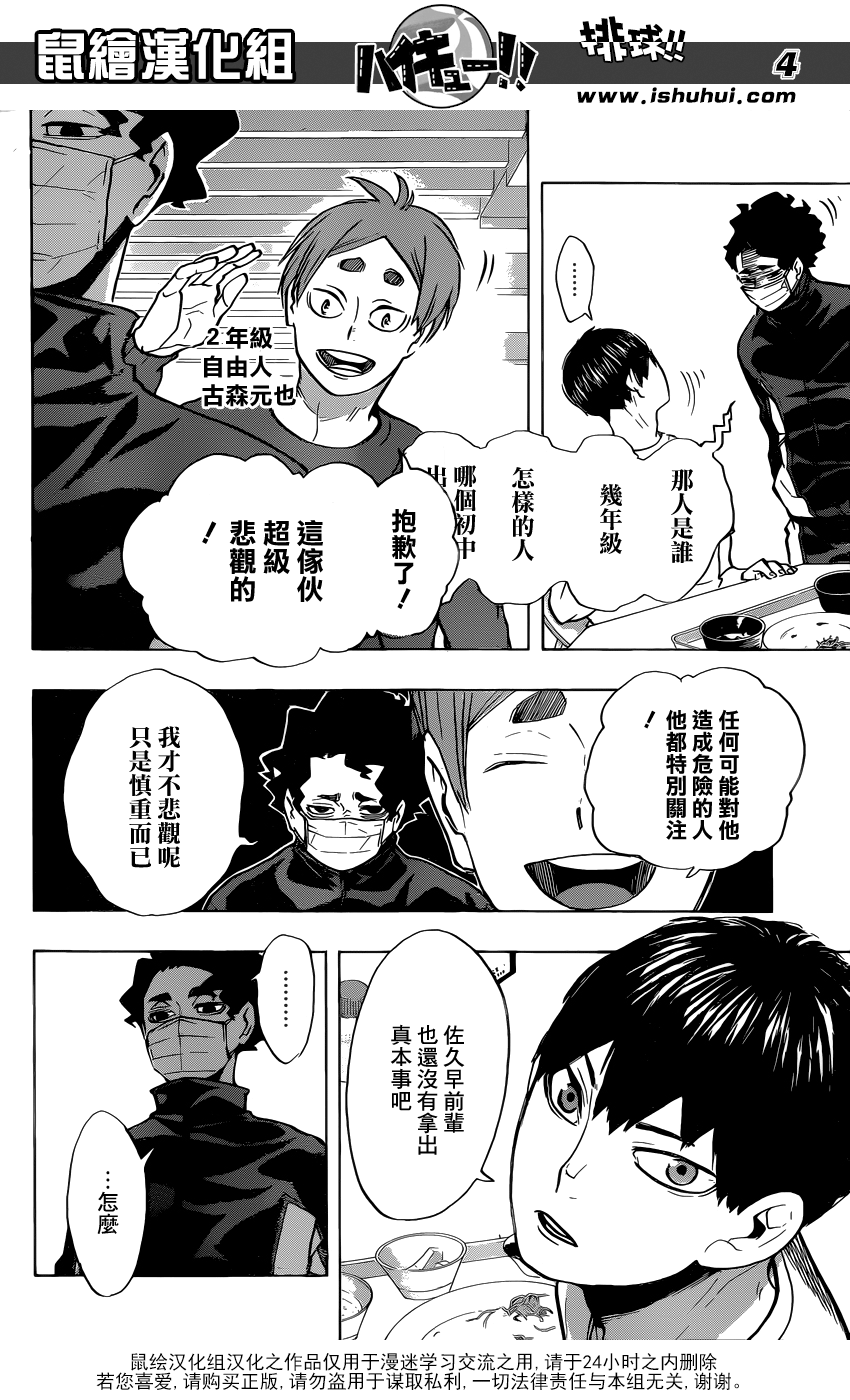 鼠繪漢化組
ハイキュー!!
排球!!
4
www.ishuhui.com
……
那人是誰
幾年級
怎樣的人
哪個初中
出
2年級
自由人
古森元也
抱歉了!
這傢伙
超級
悲觀的
!
任何可能對他
造成危險的人
他都特別關注
!
我才不悲觀呢
只是慎重而已
佐久早前輩
也還沒有拿出
真本事吧
………
…怎麼
鼠绘汉化组汉化之作品仅用于漫迷学习交流之用,请于24小时之内删除
若您喜爱,请购买正版,请勿盗用于谋取私利,一切法律责任与本组无关,谢谢。